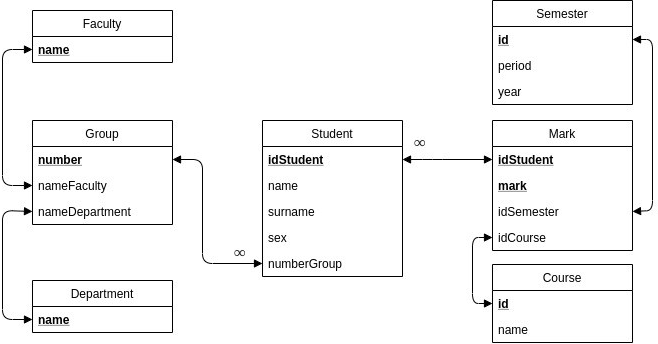 Faculty
name
Group
number
nameFaculty
nameDepartment
Department
name
Student
idStudent
name
surname
sex
numberGroup
∞
∞
Semester
id
period
year
Mark
idStudent
mark
idSemester
idCourse
Course
id
name